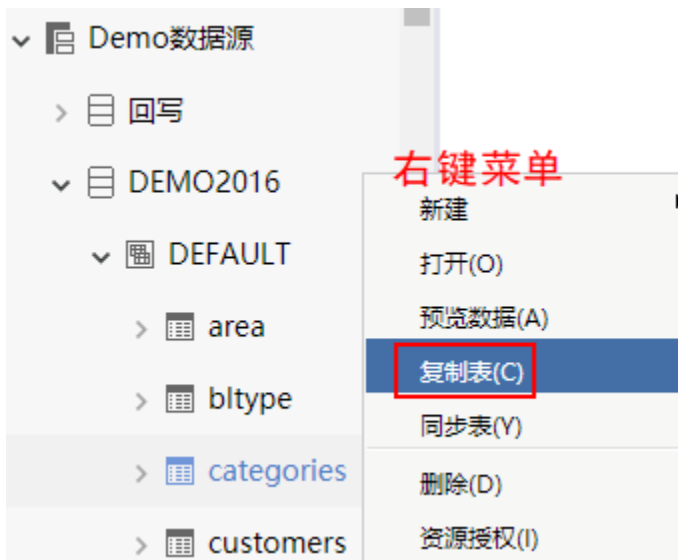 Demo数据源
回写
DEMO2016
DEFAULT
area
bltype
categories
customers
右键菜单
新建
打开(O)
预览数据(A)
复制表(C)
同步表(Y)
删除(D)
资源授权(I)